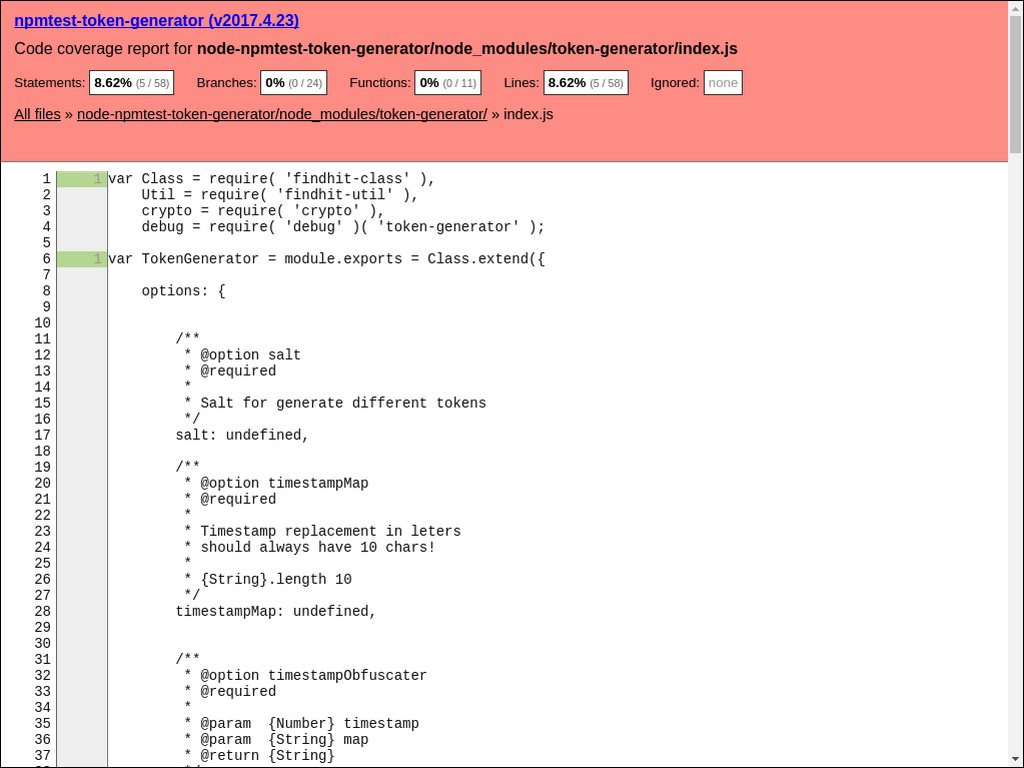 npmtest-token-generator (v2017.4.23)
Code coverage report for node-npmtest-token-generator/node_modules/token-generator/index.js
Statements: 8.62% (5 / 58) Branches: 0% (0 / 24) Functions: 0% (0 / 11) Lines: 8.62% (5 / 58) Ignored: none
All files » node-npmtest-token-generator/node_modules/token-generator/ » index.js
1 1 var Class = require( 'findhit-class' ),
2 Util = require( 'findhit-util' ),
3 crypto = require( 'crypto' ),
4 debug = require( 'debug' )( 'token-generator' );
5
6 1 var TokenGenerator = module.exports = Class.extend({
7
8 options: {
9
10
11 /**
12 * @option salt
13 * @required
14 *
15 * Salt for generate different tokens
16 */
17 salt: undefined,
18
19 /**
20 * @option timestampMap
21 * @required
22 *
23 * Timestamp replacement in leters
24 * should always have 10 chars!
25 *
26 * {String}.length 10
27 */
28 timestampMap: undefined,
29
30
31 /**
32 * @option timestampObfuscater
33 * @required
34 *
35 * @param  {Number} timestamp
36 * @param  {String} map
37 * @return {String}